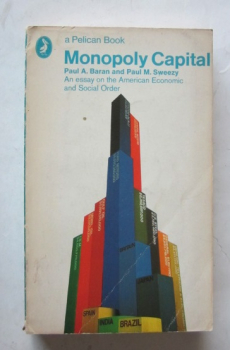 a Pelican Book
Monopoly Capital
Paul A. Baran and Paul M. Sweezy
An essay on the American Economic
and Social Order
SPAIN
INDIA
BRAZIL